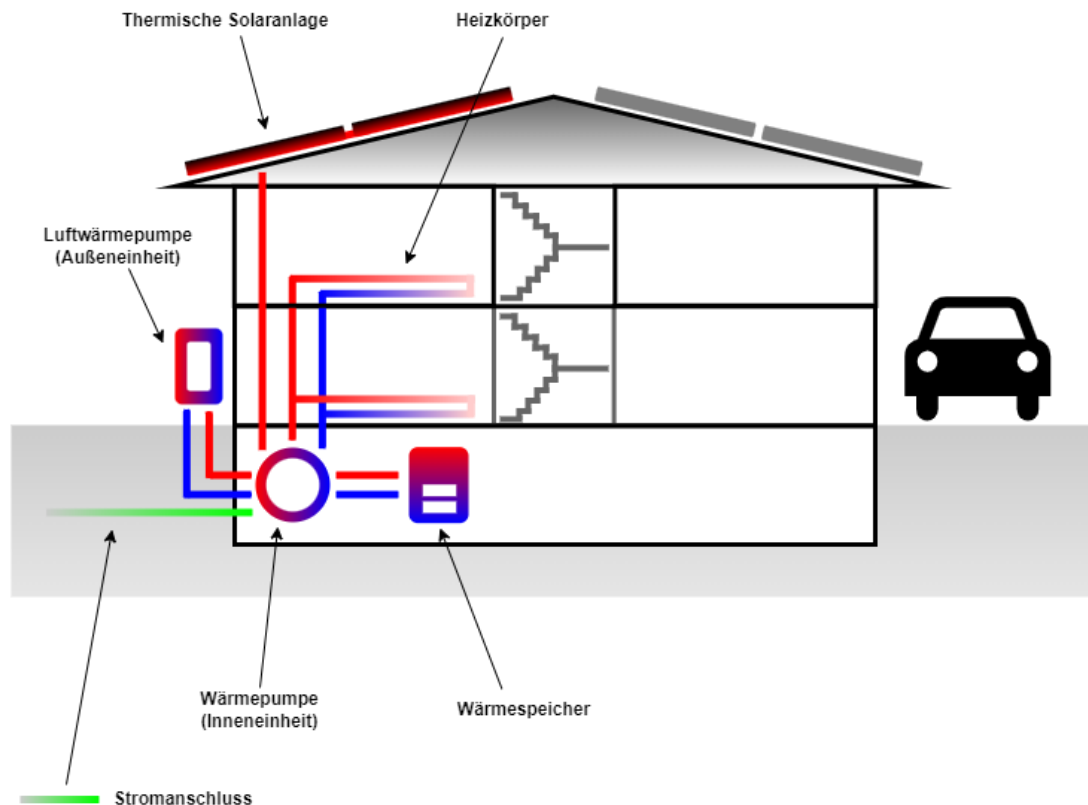 Thermische Solaranlage
Heizkörper
Luftwärmepumpe
(Außeneinheit)
Wärmepumpe
(Inneneinheit)
Wärmespeicher
Stromanschluss